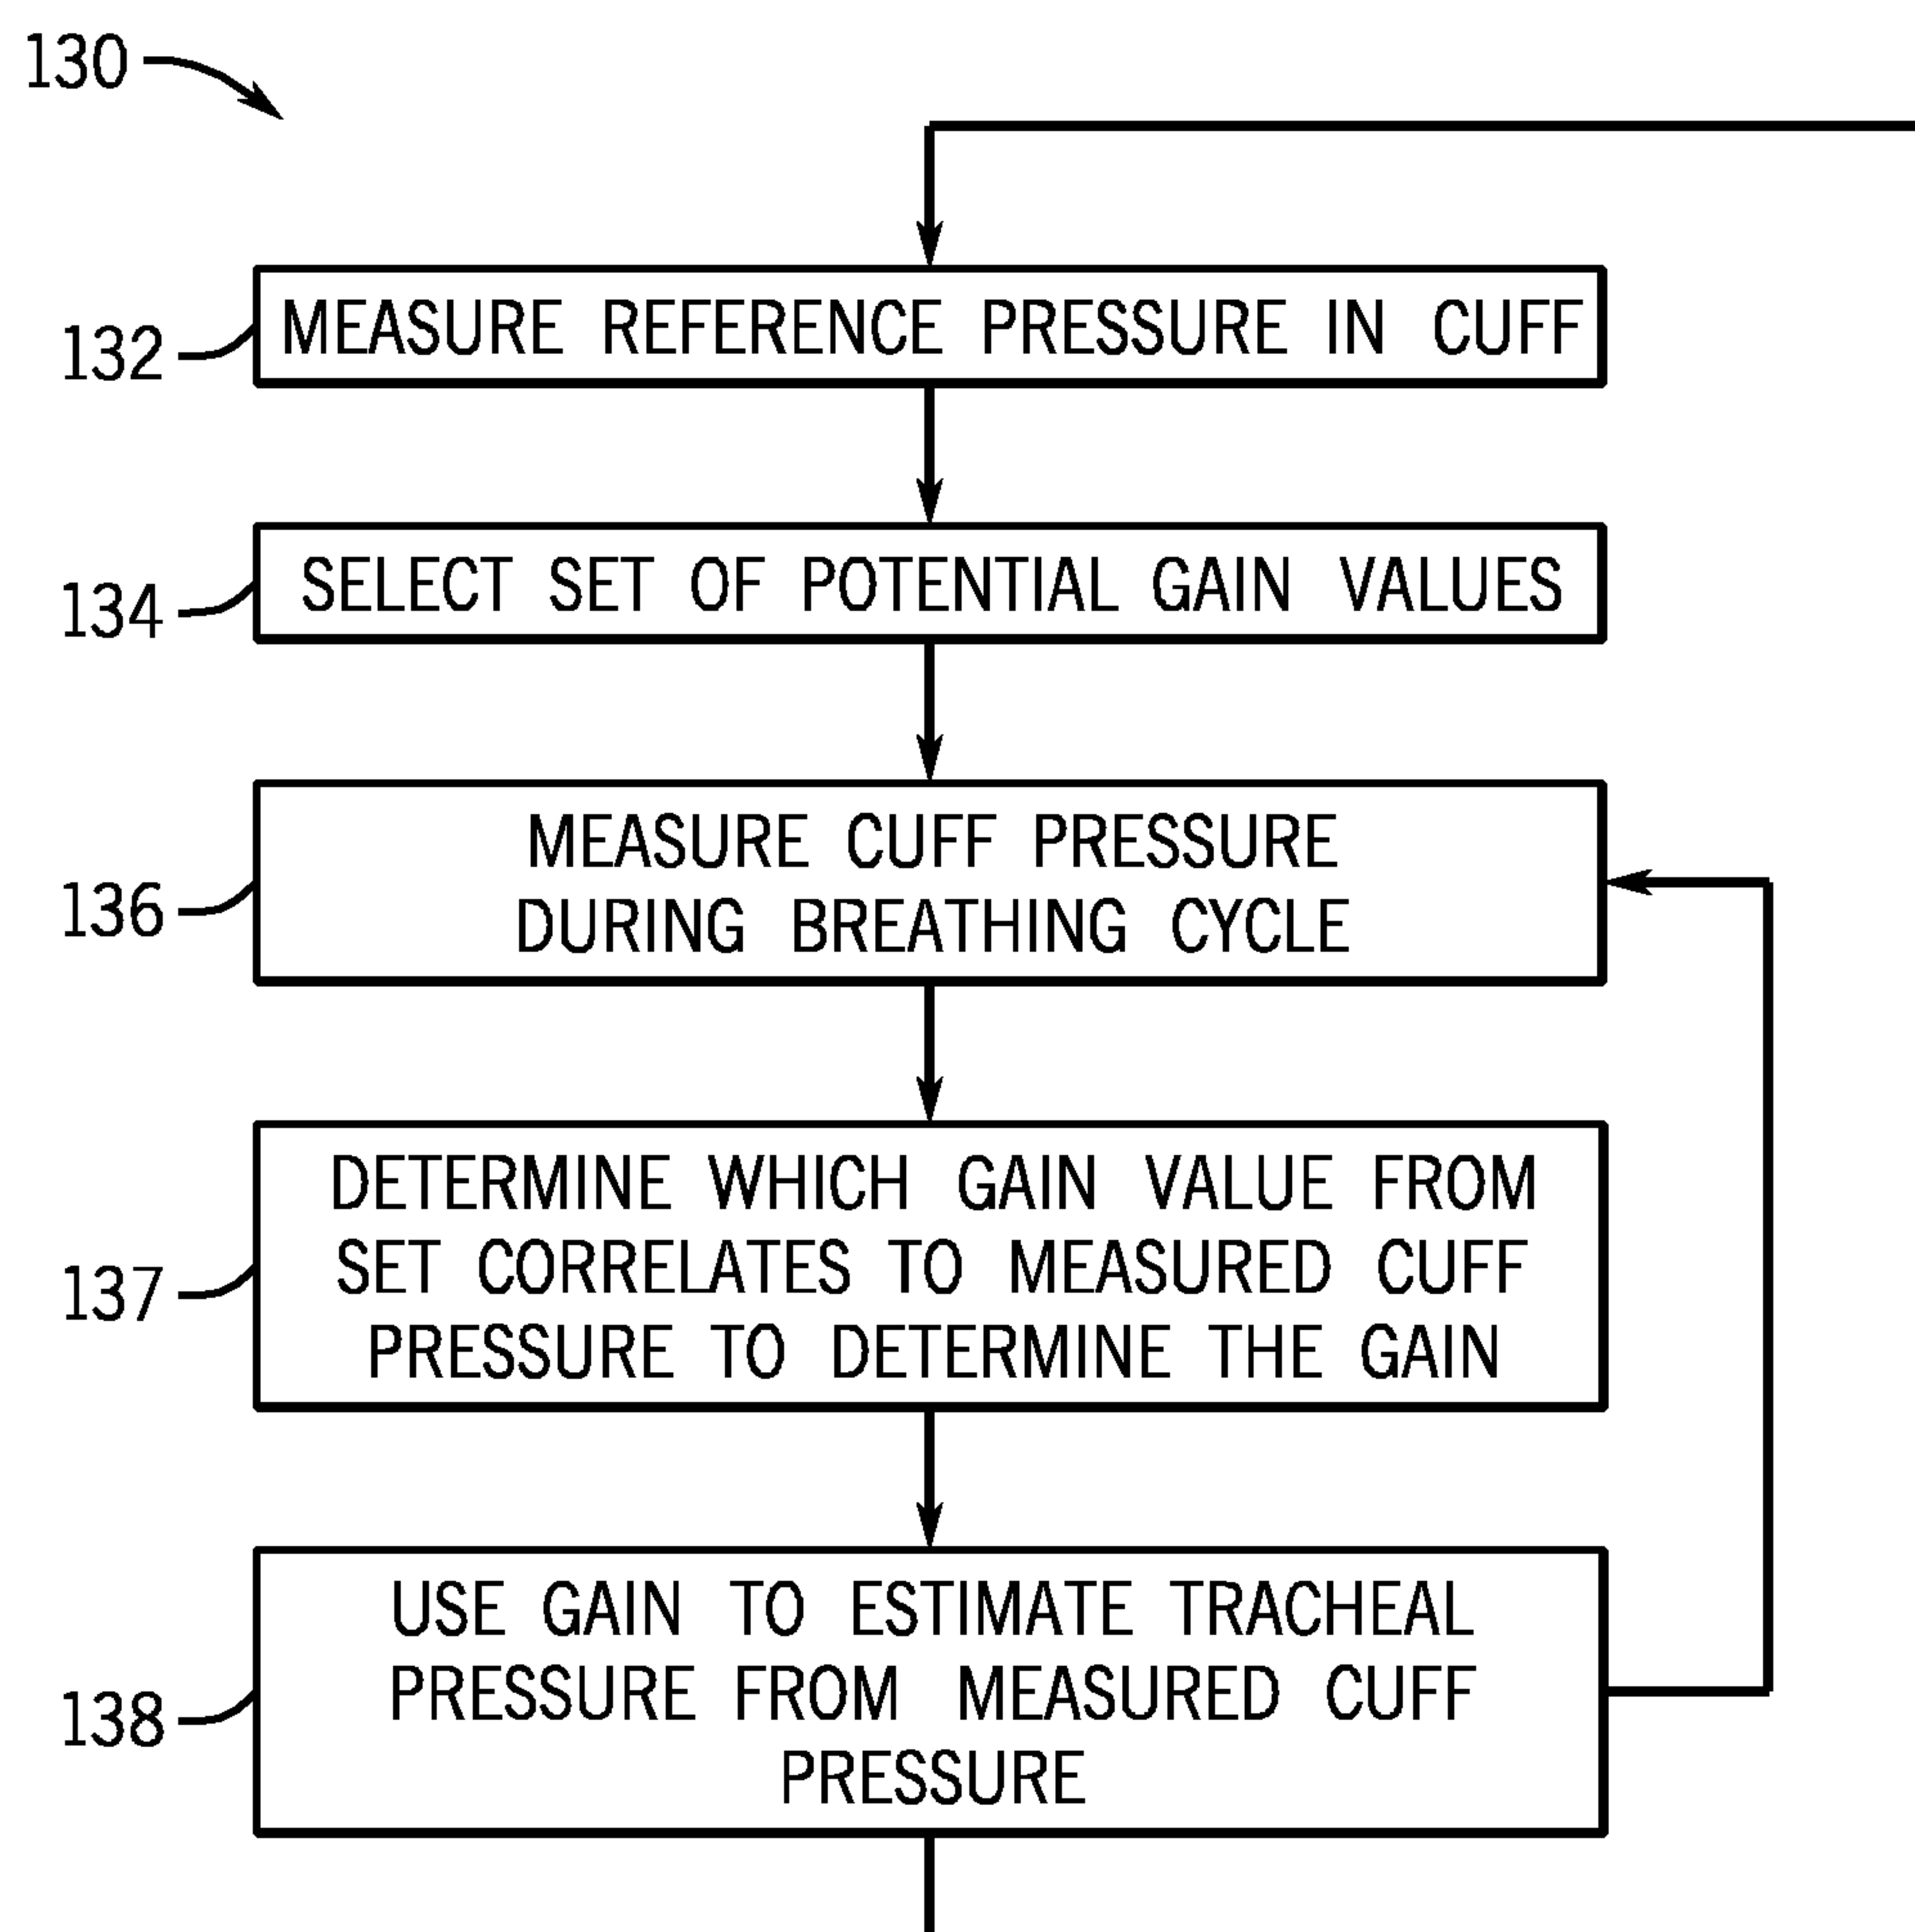 130
132
MEASURE REFERENCE PRESSURE IN CUFF
134
SELECT SET OF POTENTIAL GAIN VALUES
136
MEASURE CUFF PRESSURE
DURING BREATHING CYCLE
137
DETERMINE WHICH GAIN VALUE FROM
SET CORRELATES TO MEASURED CUFF
PRESSURE TO DETERMINE THE GAIN
138
USE GAIN TO ESTIMATE TRACHEAL
PRESSURE FROM MEASURED CUFF
PRESSURE